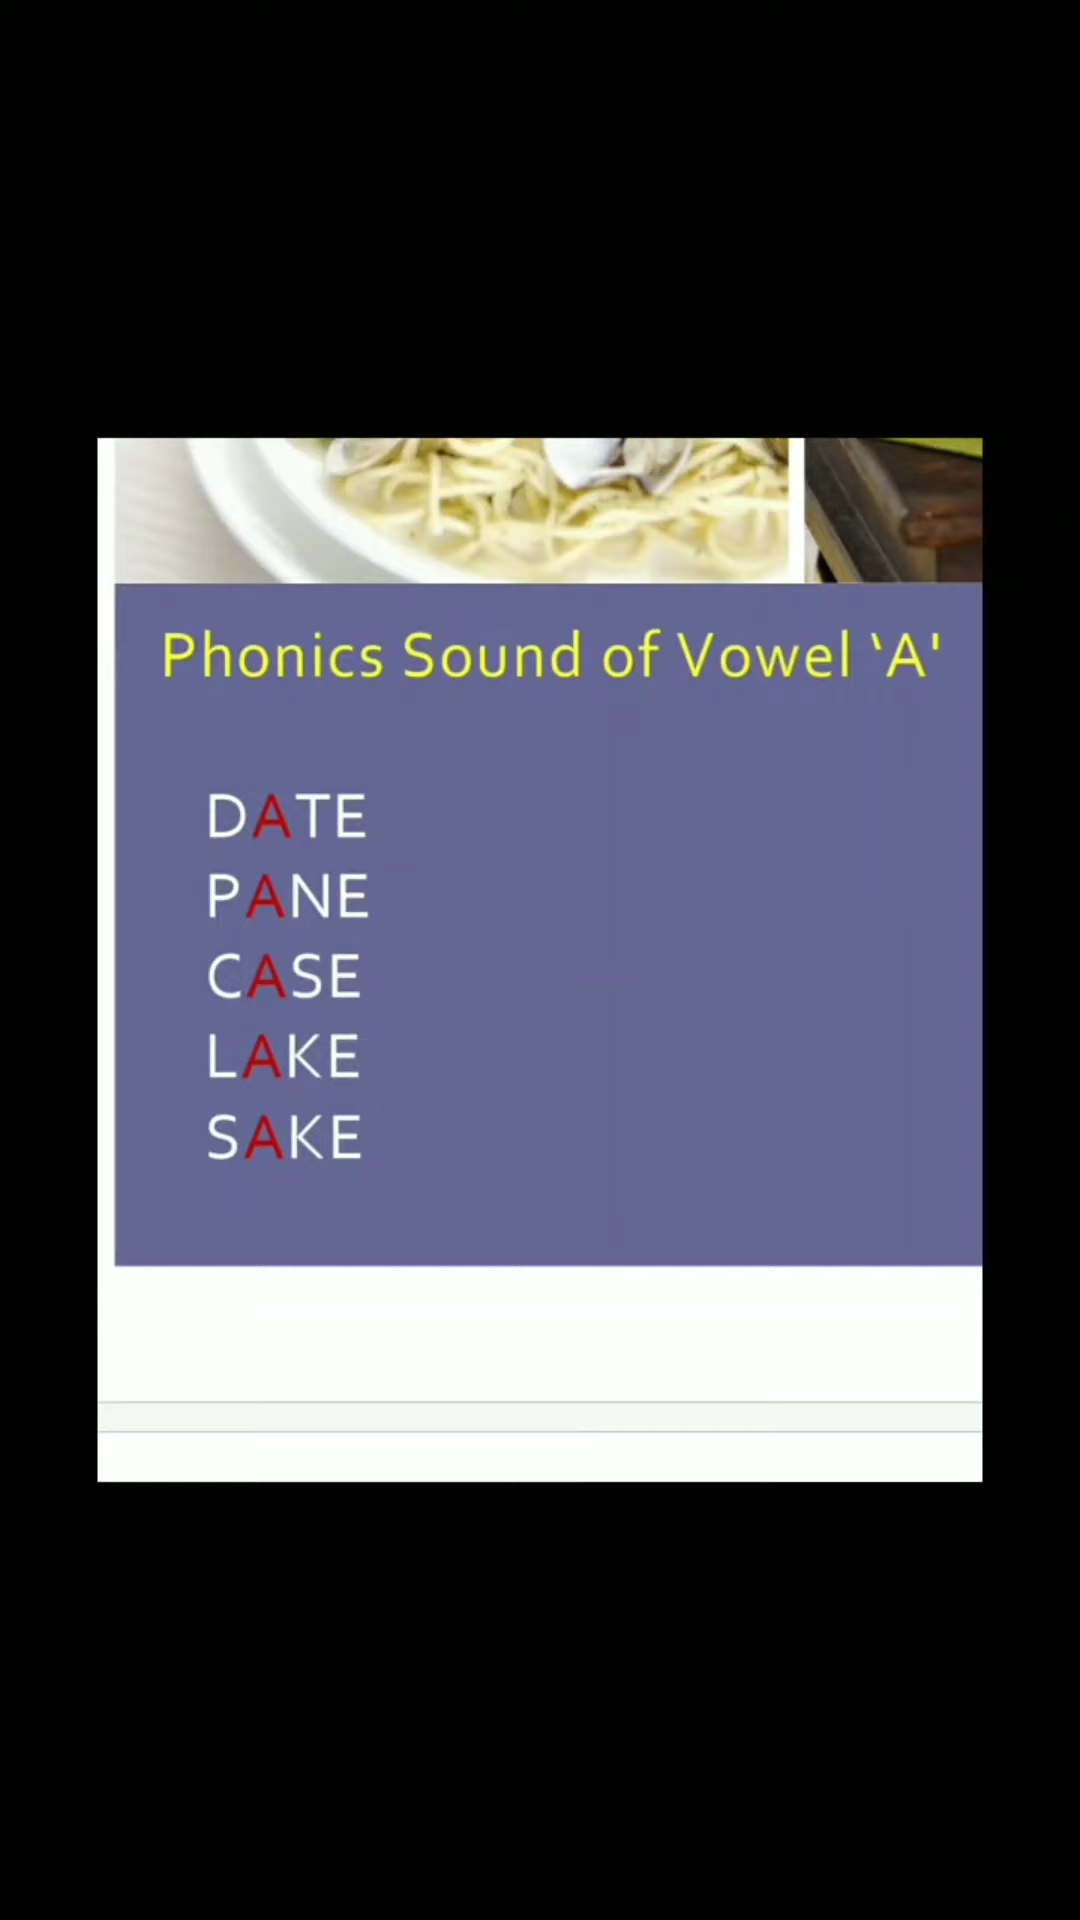 Phonics Sound of Vowel ‘A'
DATE
PANE
CASE
LAKE
SAKE